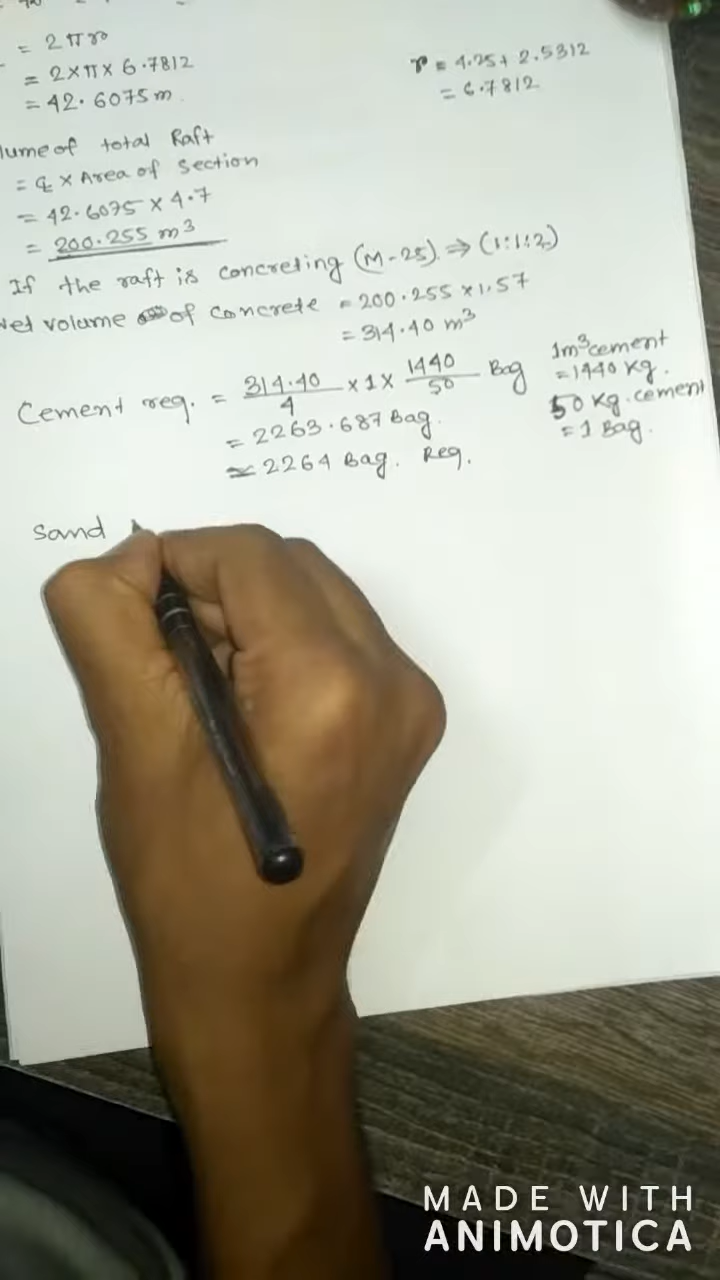 = 2πr
= 2×π×6.7812
= 42.6075m
r = 4.25+2.5312
= 6.7812
lume of total Raft
= ℄ × Area of Section
= 42.6075 × 4.7
= 200.255 m³
If the raft is concreting (M-25) ⇒ (1:1:2)
Wet volume of concrete = 200.255 ×1.57
= 314.40 m³
Cement req. = 314.40/4 ×1× 1440/50 Bag
= 2263.687 Bag.
≃ 2264 Bag. Req.
1m³ cement
= 1440 Kg.
50 Kg. cement
= 1 Bag.
Sand
MADE WITH
ANIMOTICA